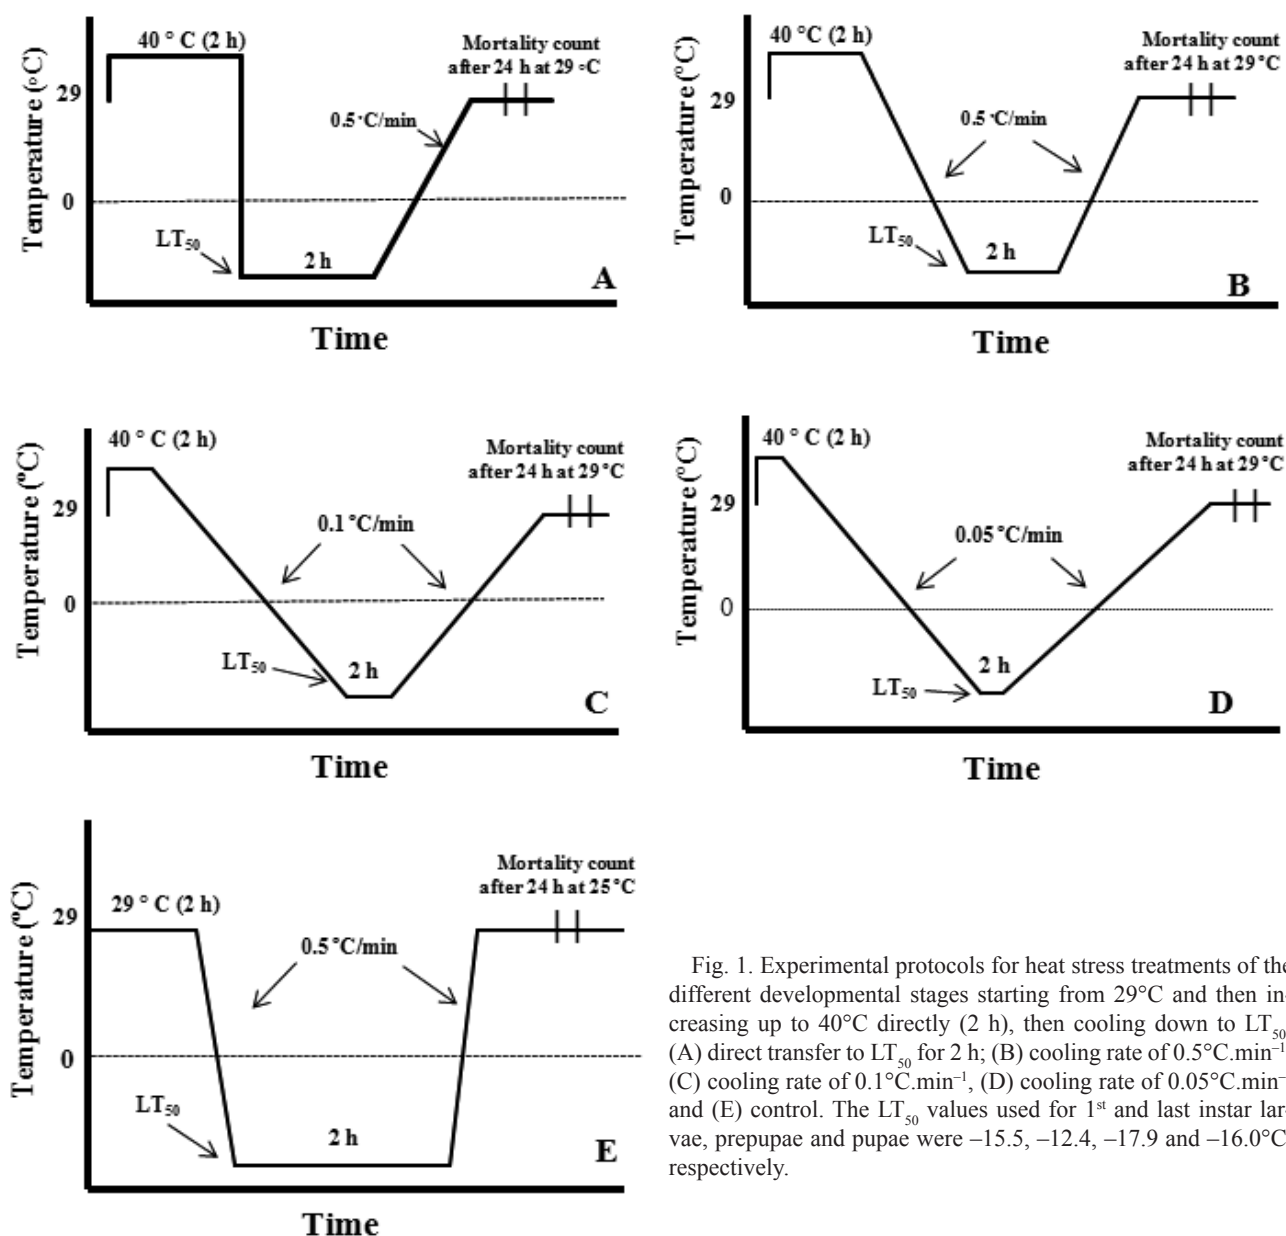 40 ° C (2 h)
Mortality count
after 24 h at 29 ◦C
Temperature (◦C)
29
0.5 ◦C/min
0
LT50
2 h
A
Time
40 °C (2 h)
Mortality count
after 24 h at 29 °C
Temperature (°C)
29
0.5 °C/min
0
LT50
2 h
B
Time
40 ° C (2 h)
Mortality count
after 24 h at 29 °C
Temperature (°C)
29
0.1 °C/min
0
LT50
2 h
C
Time
40 ° C (2 h)
Mortality count
after 24 h at 29 °C
Temperature (°C)
29
0.05 °C/min
0
LT50
2 h
D
Time
Mortality count
after 24 h at 25 °C
Temperature (°C)
29
29 ° C (2 h)
0.5 °C/min
0
LT50
2 h
E
Time
Fig. 1. Experimental protocols for heat stress treatments of the
different developmental stages starting from 29°C and then in-
creasing up to 40°C directly (2 h), then cooling down to LT50
(A) direct transfer to LT50 for 2 h; (B) cooling rate of 0.5°C.min–1
(C) cooling rate of 0.1°C.min–1, (D) cooling rate of 0.05°C.min–
and (E) control. The LT50 values used for 1st and last instar lar-
vae, prepupae and pupae were –15.5, –12.4, –17.9 and –16.0°C
respectively.